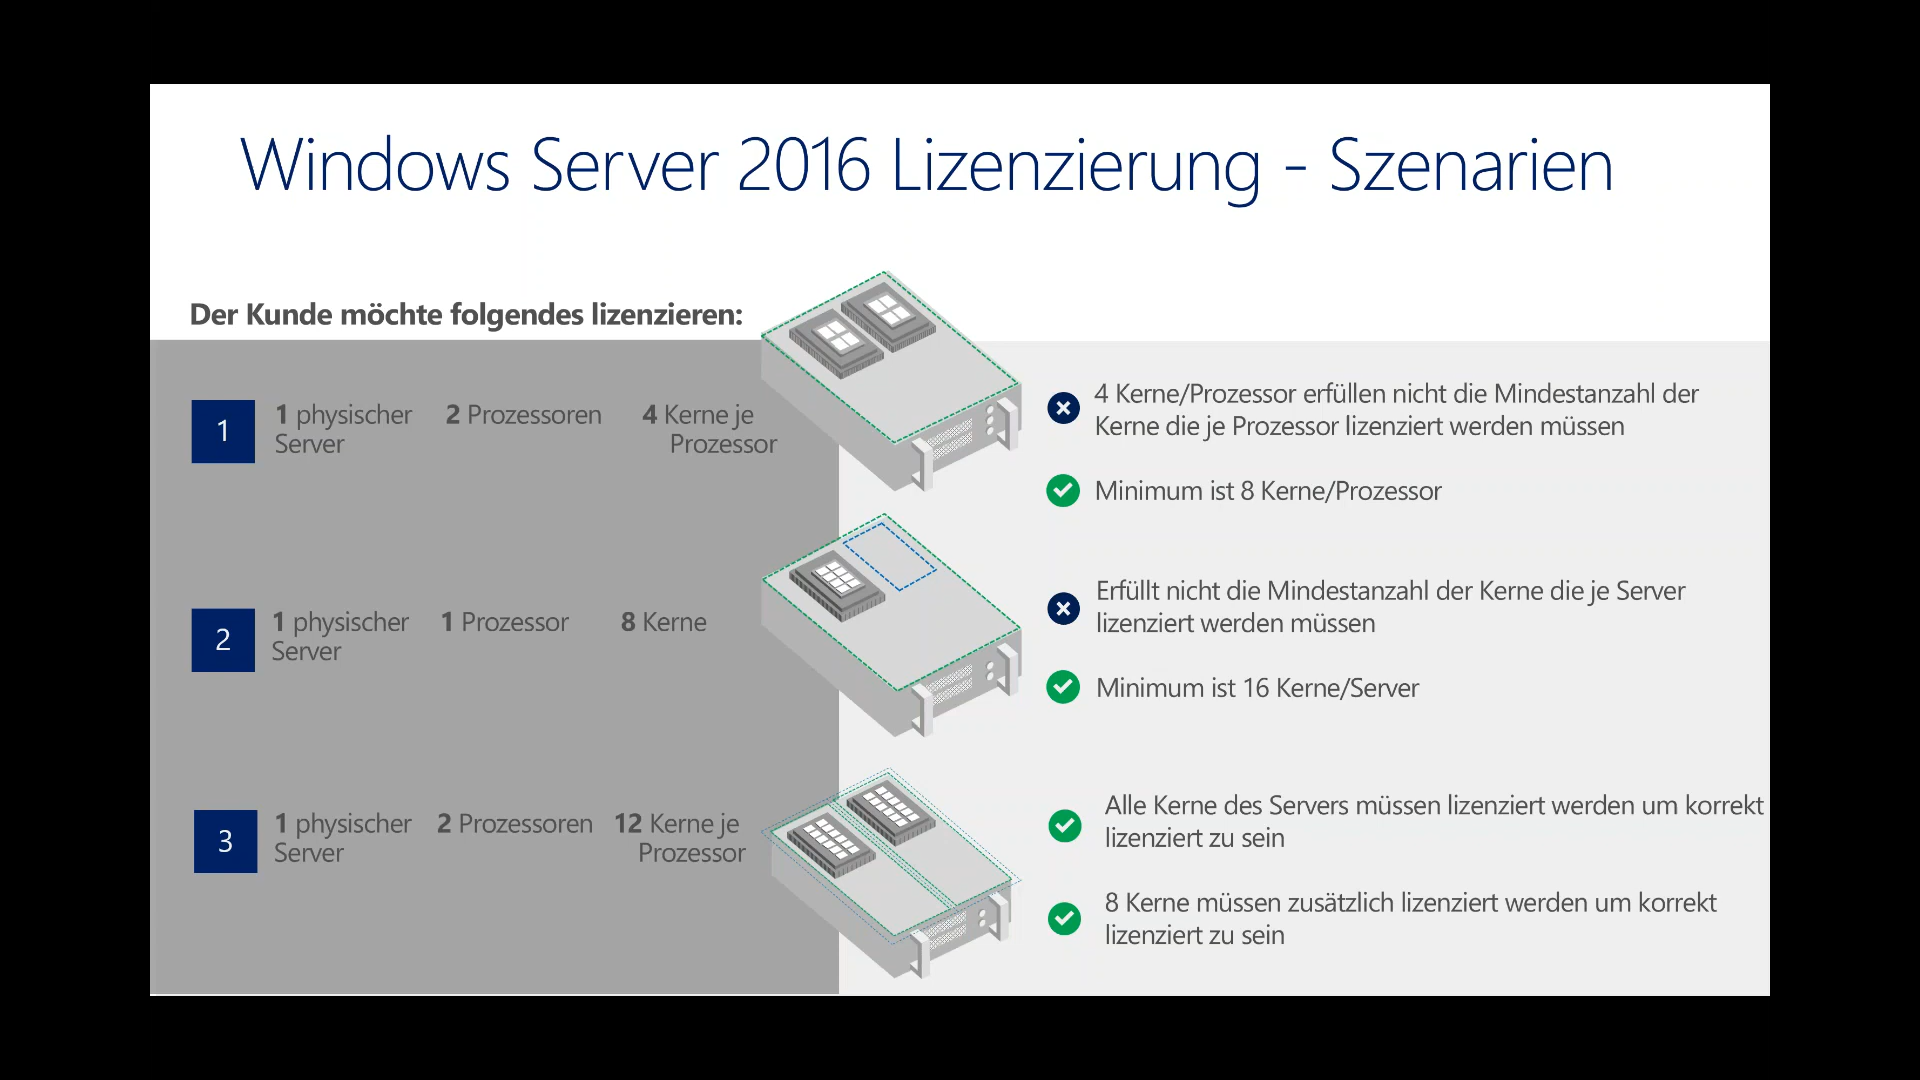 Windows Server 2016 Lizenzierung - Szenarien
Der Kunde möchte folgendes lizenzieren:
1
1 physischer
Server
2 Prozessoren
4 Kerne je
Prozessor
4 Kerne/Prozessor erfüllen nicht die Mindestanzahl der
Kerne die je Prozessor lizenziert werden müssen
Minimum ist 8 Kerne/Prozessor
2
1 physischer
Server
1 Prozessor
8 Kerne
Erfüllt nicht die Mindestanzahl der Kerne die je Server
lizenziert werden müssen
Minimum ist 16 Kerne/Server
3
1 physischer
Server
2 Prozessoren
12 Kerne je
Prozessor
Alle Kerne des Servers müssen lizenziert werden um korrekt
lizenziert zu sein
8 Kerne müssen zusätzlich lizenziert werden um korrekt
lizenziert zu sein